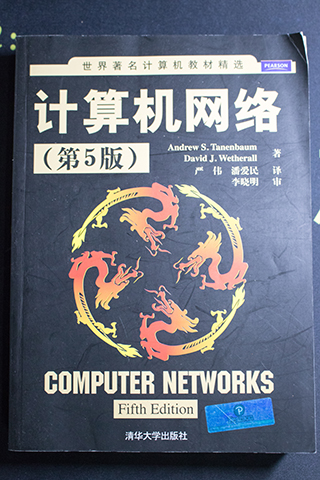 世界著名计算机教材精选
PEARSON
计算机网络
（第5版）
Andrew S. Tanenbaum
David J. Wetherall 著
严 伟 潘爱民 译
李晓明 审
COMPUTER NETWORKS
Fifth Edition
清华大学出版社